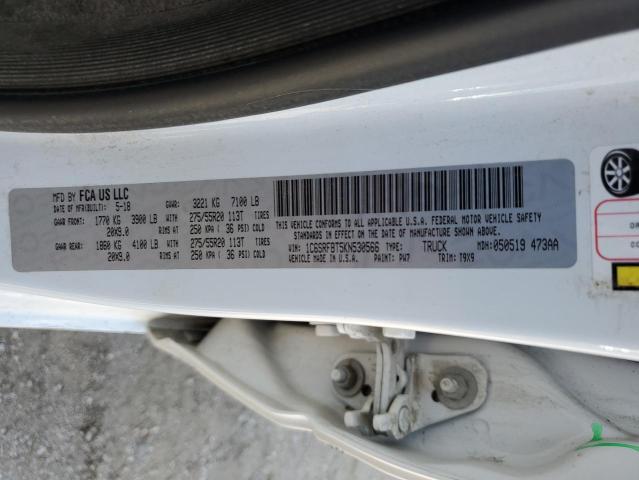 MFD BY FCA US LLC
DATE OF MFR(BUILT): 5-18 GVWR: 3221 KG 7100 LB
GAWR FRONT: 1770 KG 3900 LB WITH 275/55R20 113T TIRES
20X9.0 RIMS AT 250 KPA ( 36 PSI) COLD
GAWR REAR: 1860 KG 4100 LB WITH 275/55R20 113T TIRES
20X9.0 RIMS AT 250 KPA ( 36 PSI) COLD
THIS VEHICLE CONFORMS TO ALL APPLICABLE U.S.A. FEDERAL MOTOR VEHICLE SAFETY
STANDARDS IN EFFECT ON THE DATE OF MANUFACTURE SHOWN ABOVE.
VIN: 1C6SRFBT5KN530566 TYPE: TRUCK MDH: 050519 473AA
VEHICLE MADE IN U.S.A. PAINT: PW7 TRIM: T9X9